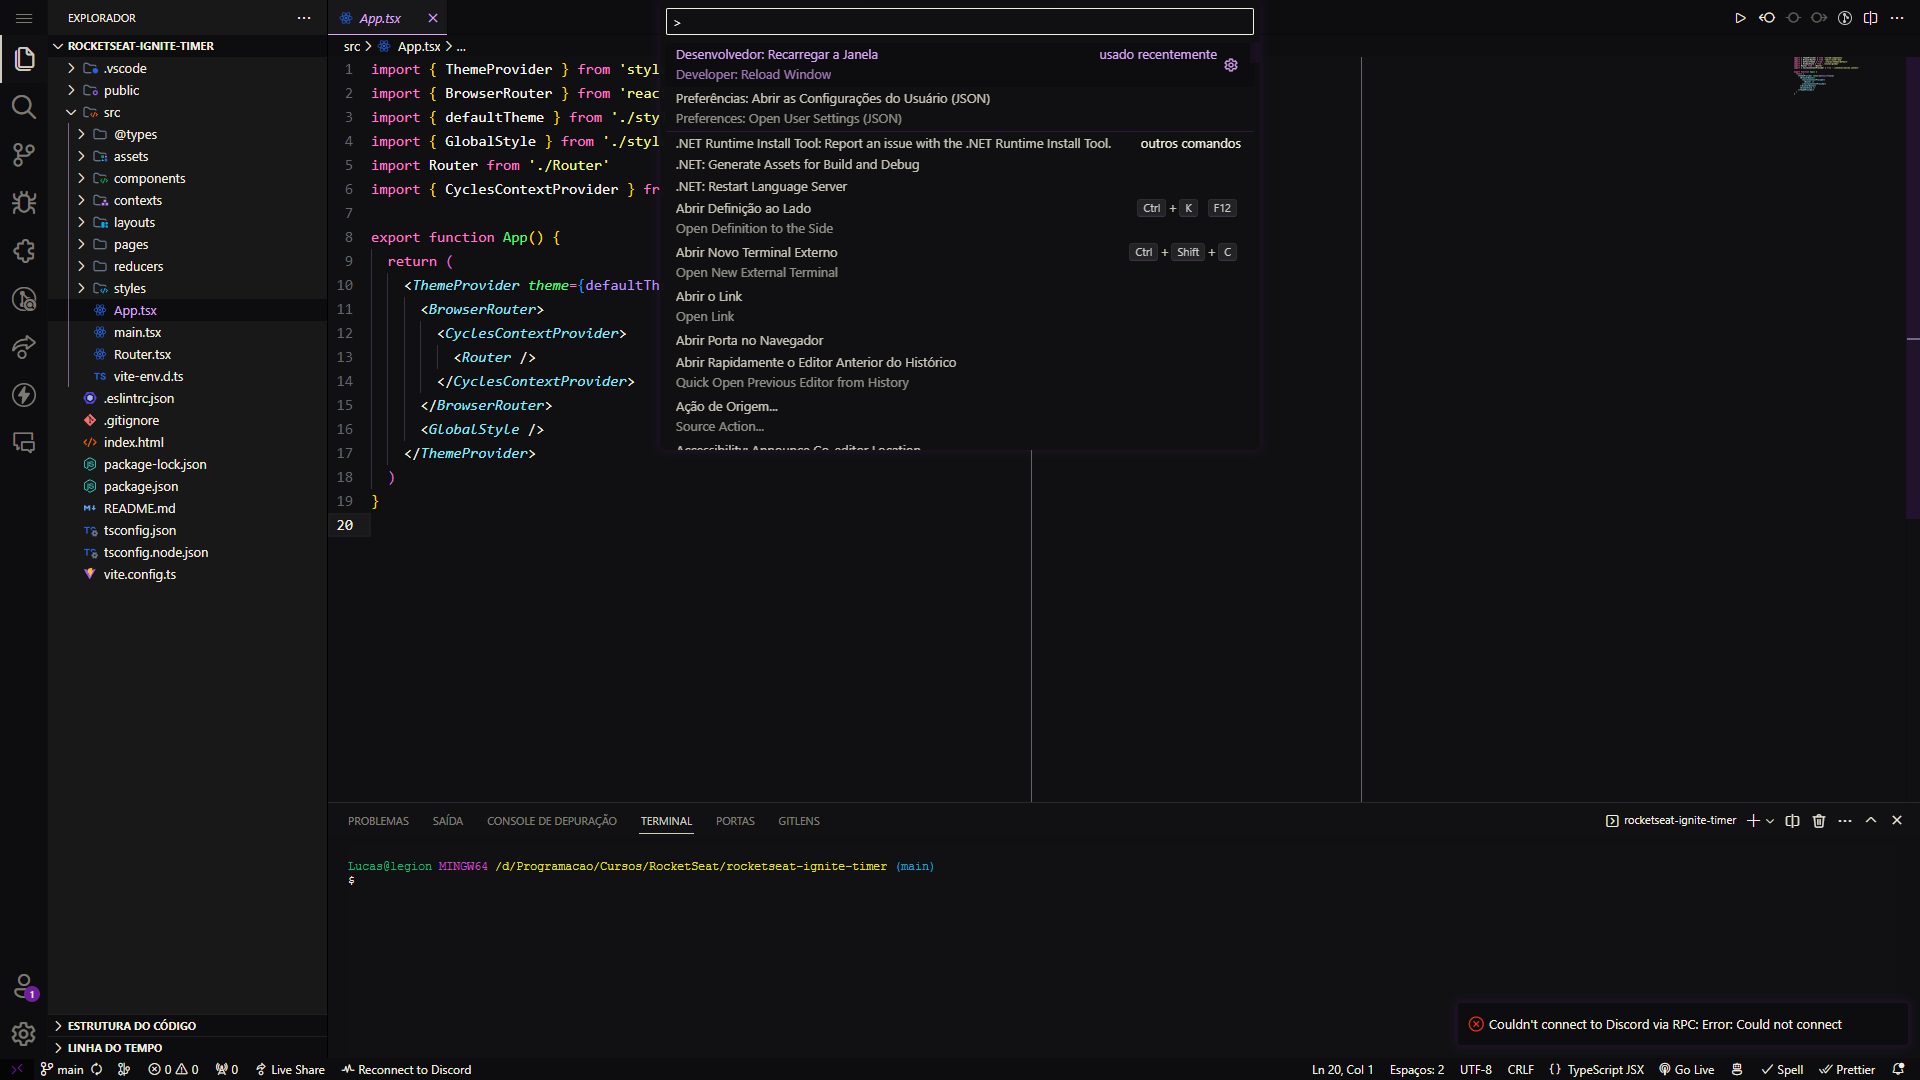 EXPLORADOR
ROCKETSEAT-IGNITE-TIMER
.vscode
public
src
@types
assets
components
contexts
layouts
pages
reducers
styles
App.tsx
main.tsx
Router.tsx
TS vite-env.d.ts
.eslintrc.json
.gitignore
index.html
package-lock.json
package.json
README.md
tsconfig.json
tsconfig.node.json
vite.config.ts
ESTRUTURA DO CÓDIGO
LINHA DO TEMPO
App.tsx
src > App.tsx > ...
1 import { ThemeProvider } from 'styl
2 import { BrowserRouter } from 'reac
3 import { defaultTheme } from './sty
4 import { GlobalStyle } from './styl
5 import Router from './Router'
6 import { CyclesContextProvider } fr
7
8 export function App() {
9 return (
10 <ThemeProvider theme={defaultTh
11 <BrowserRouter>
12 <CyclesContextProvider>
13 <Router />
14 </CyclesContextProvider>
15 </BrowserRouter>
16 <GlobalStyle />
17 </ThemeProvider>
18 )
19 }
20
>
Desenvolvedor: Recarregar a Janela usado recentemente
Developer: Reload Window
Preferências: Abrir as Configurações do Usuário (JSON)
Preferences: Open User Settings (JSON)
.NET Runtime Install Tool: Report an issue with the .NET Runtime Install Tool. outros comandos
.NET: Generate Assets for Build and Debug
.NET: Restart Language Server
Abrir Definição ao Lado Ctrl + K F12
Open Definition to the Side
Abrir Novo Terminal Externo Ctrl + Shift + C
Open New External Terminal
Abrir o Link
Open Link
Abrir Porta no Navegador
Abrir Rapidamente o Editor Anterior do Histórico
Quick Open Previous Editor from History
Ação de Origem...
Source Action...
Accessibility: Announce Co-editor Location
PROBLEMAS SAÍDA CONSOLE DE DEPURAÇÃO TERMINAL PORTAS GITLENS
rocketseat-ignite-timer
Lucas@legion MINGW64 /d/Programacao/Cursos/RocketSeat/rocketseat-ignite-timer (main)
$
Couldn't connect to Discord via RPC: Error: Could not connect
1
main 0 0 0 Live Share Reconnect to Discord
Ln 20, Col 1 Espaços: 2 UTF-8 CRLF {} TypeScript JSX Go Live Spell Prettier